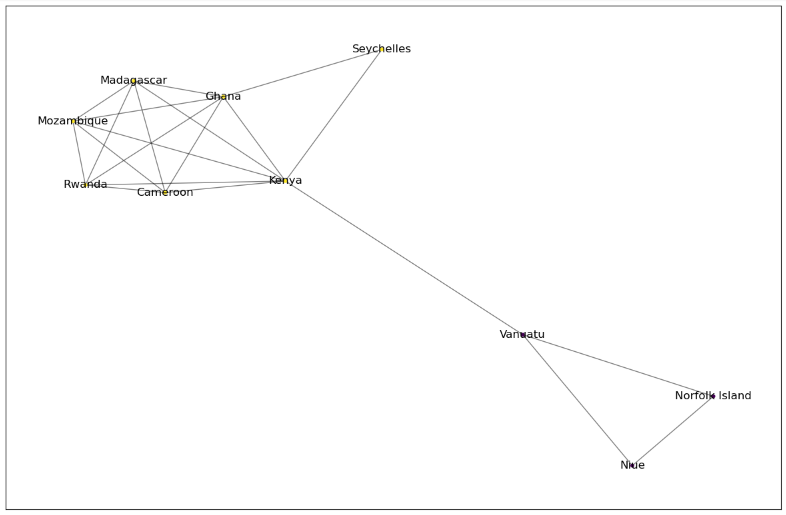 Seychelles
Madagascar
Ghana
Mozambique
Rwanda
Cameroon
Kenya
Vanuatu
Norfolk Island
Niue